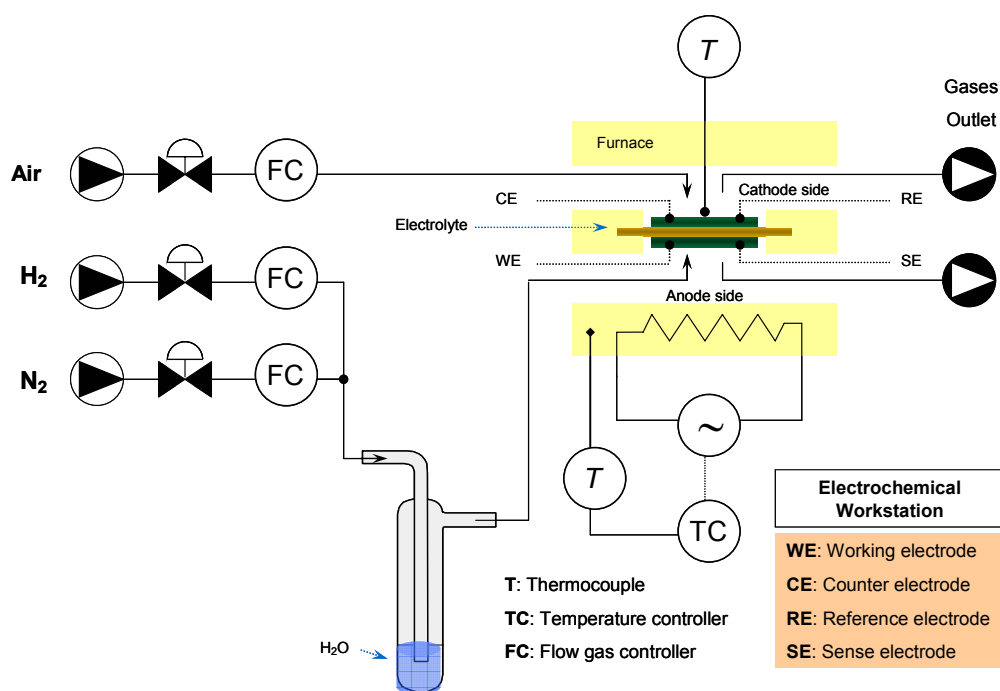 T
Gases
Outlet
Furnace
Air
FC
CE
Cathode side
RE
Electrolyte
WE
SE
H₂
FC
Anode side
N₂
FC
~
T
TC
Electrochemical
Workstation
WE: Working electrode
CE: Counter electrode
RE: Reference electrode
SE: Sense electrode
T: Thermocouple
TC: Temperature controller
FC: Flow gas controller
H₂O